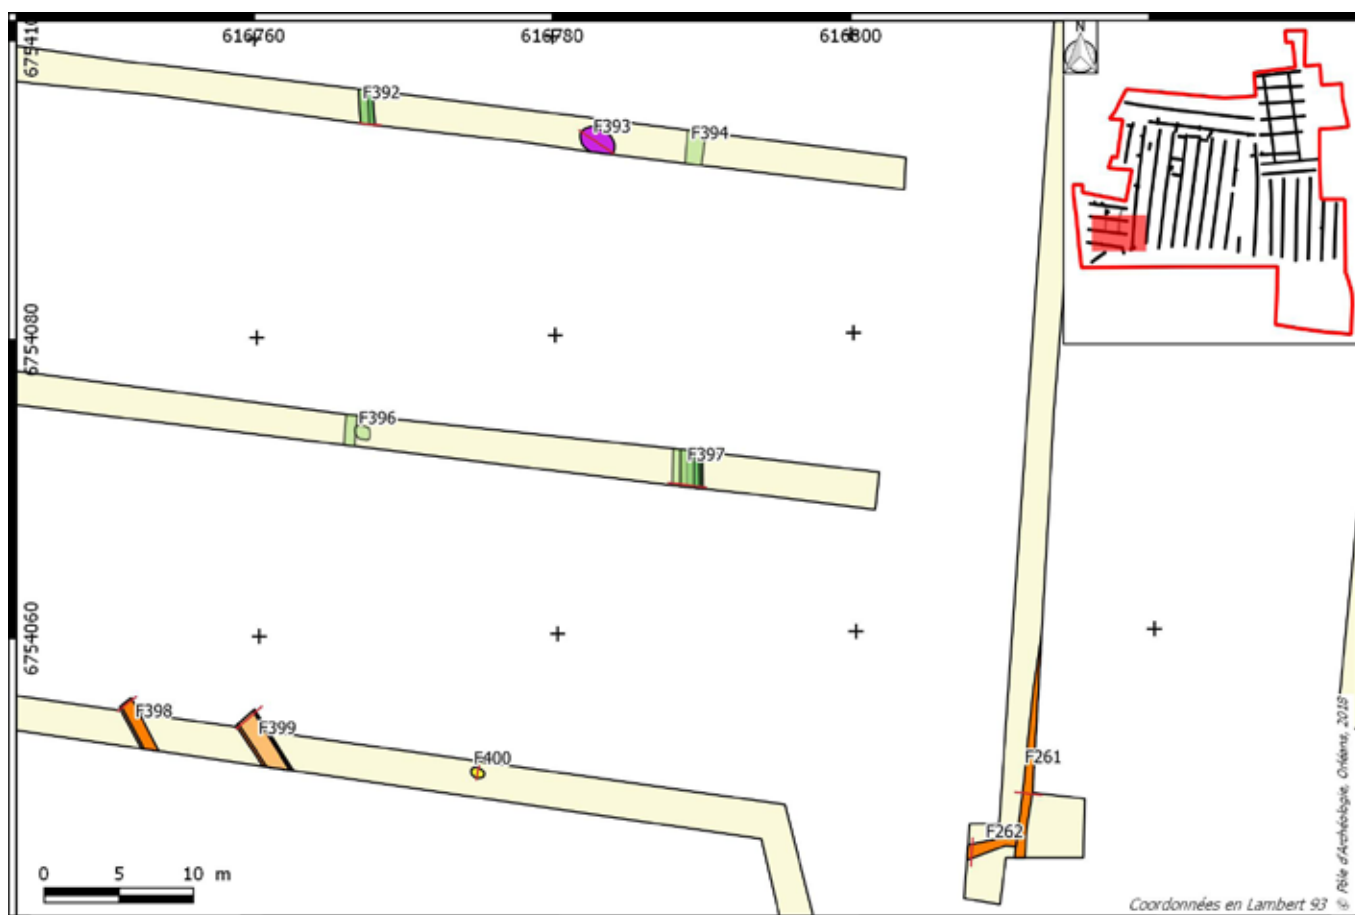 616760
616780
616800
N
675410
F392
F393
F394
6754080
F396
F397
6754060
F398
F399
F400
F261
F262
0 5 10 m
Coordonnées en Lambert 93
© Pôle d'Archéologie, Orléans, 2018